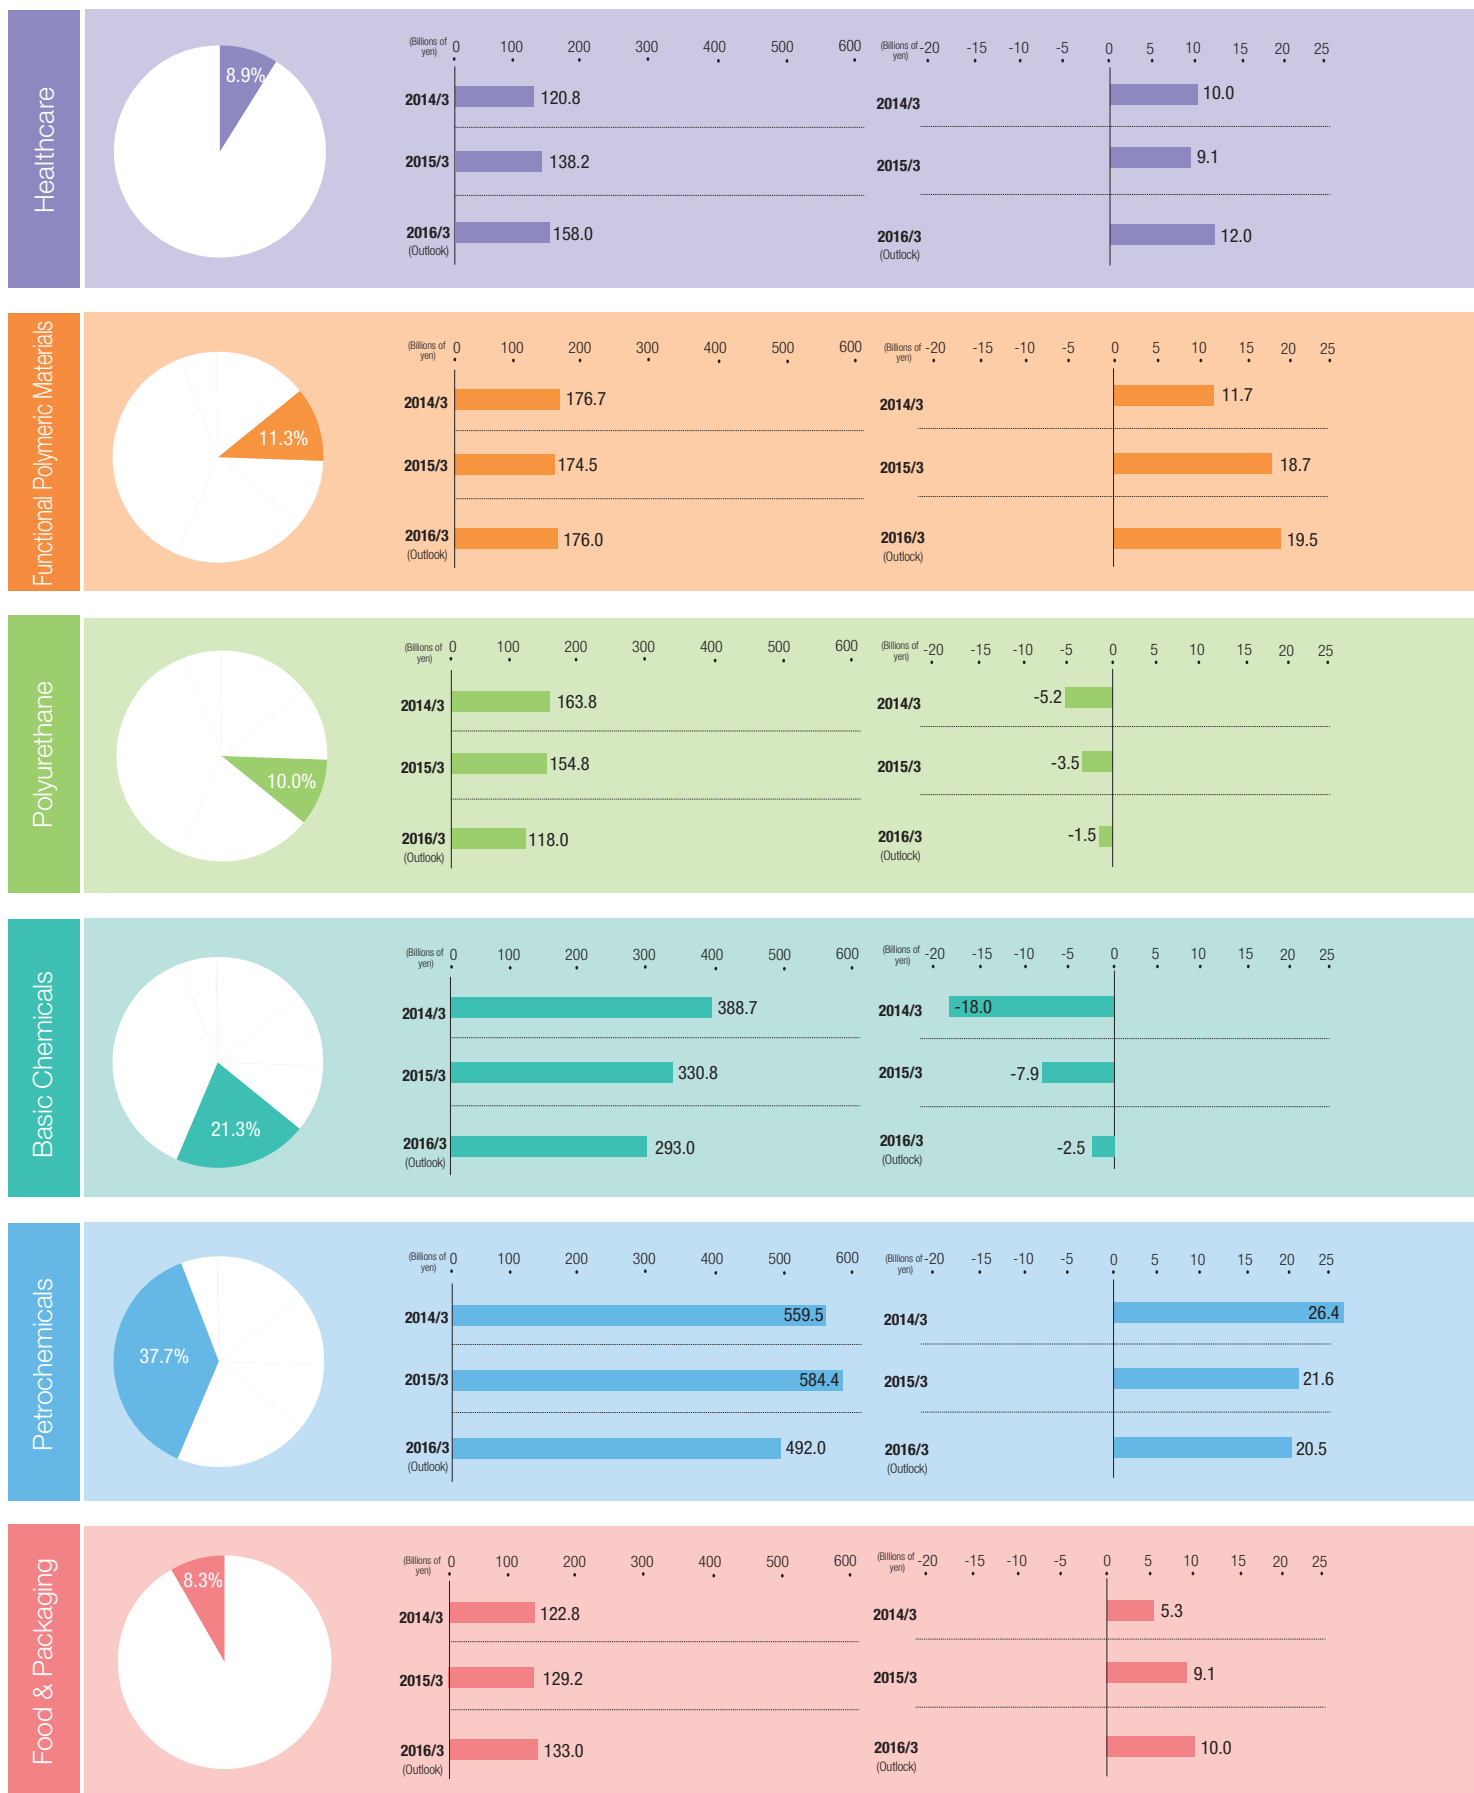 Healthcare
8.9%
(Billions of
yen)
0 100 200 300 400 500 600
2014/3 120.8
2015/3 138.2
2016/3 158.0
(Outlook)
(Billions of
yen)
-20 -15 -10 -5 0 5 10 15 20 25
2014/3 10.0
2015/3 9.1
2016/3 12.0
(Outlock)
Functional Polymeric Materials
11.3%
(Billions of
yen)
0 100 200 300 400 500 600
2014/3 176.7
2015/3 174.5
2016/3 176.0
(Outlook)
(Billions of
yen)
-20 -15 -10 -5 0 5 10 15 20 25
2014/3 11.7
2015/3 18.7
2016/3 19.5
(Outlock)
Polyurethane
10.0%
(Billions of
yen)
0 100 200 300 400 500 600
2014/3 163.8
2015/3 154.8
2016/3 118.0
(Outlook)
(Billions of
yen)
-20 -15 -10 -5 0 5 10 15 20 25
2014/3 -5.2
2015/3 -3.5
2016/3 -1.5
(Outlock)
Basic Chemicals
21.3%
(Billions of
yen)
0 100 200 300 400 500 600
2014/3 388.7
2015/3 330.8
2016/3 293.0
(Outlook)
(Billions of
yen)
-20 -15 -10 -5 0 5 10 15 20 25
2014/3 -18.0
2015/3 -7.9
2016/3 -2.5
(Outlock)
Petrochemicals
37.7%
(Billions of
yen)
0 100 200 300 400 500 600
2014/3 559.5
2015/3 584.4
2016/3 492.0
(Outlook)
(Billions of
yen)
-20 -15 -10 -5 0 5 10 15 20 25
2014/3 26.4
2015/3 21.6
2016/3 20.5
(Outlock)
Food & Packaging
8.3%
(Billions of
yen)
0 100 200 300 400 500 600
2014/3 122.8
2015/3 129.2
2016/3 133.0
(Outlook)
(Billions of
yen)
-20 -15 -10 -5 0 5 10 15 20 25
2014/3 5.3
2015/3 9.1
2016/3 10.0
(Outlock)